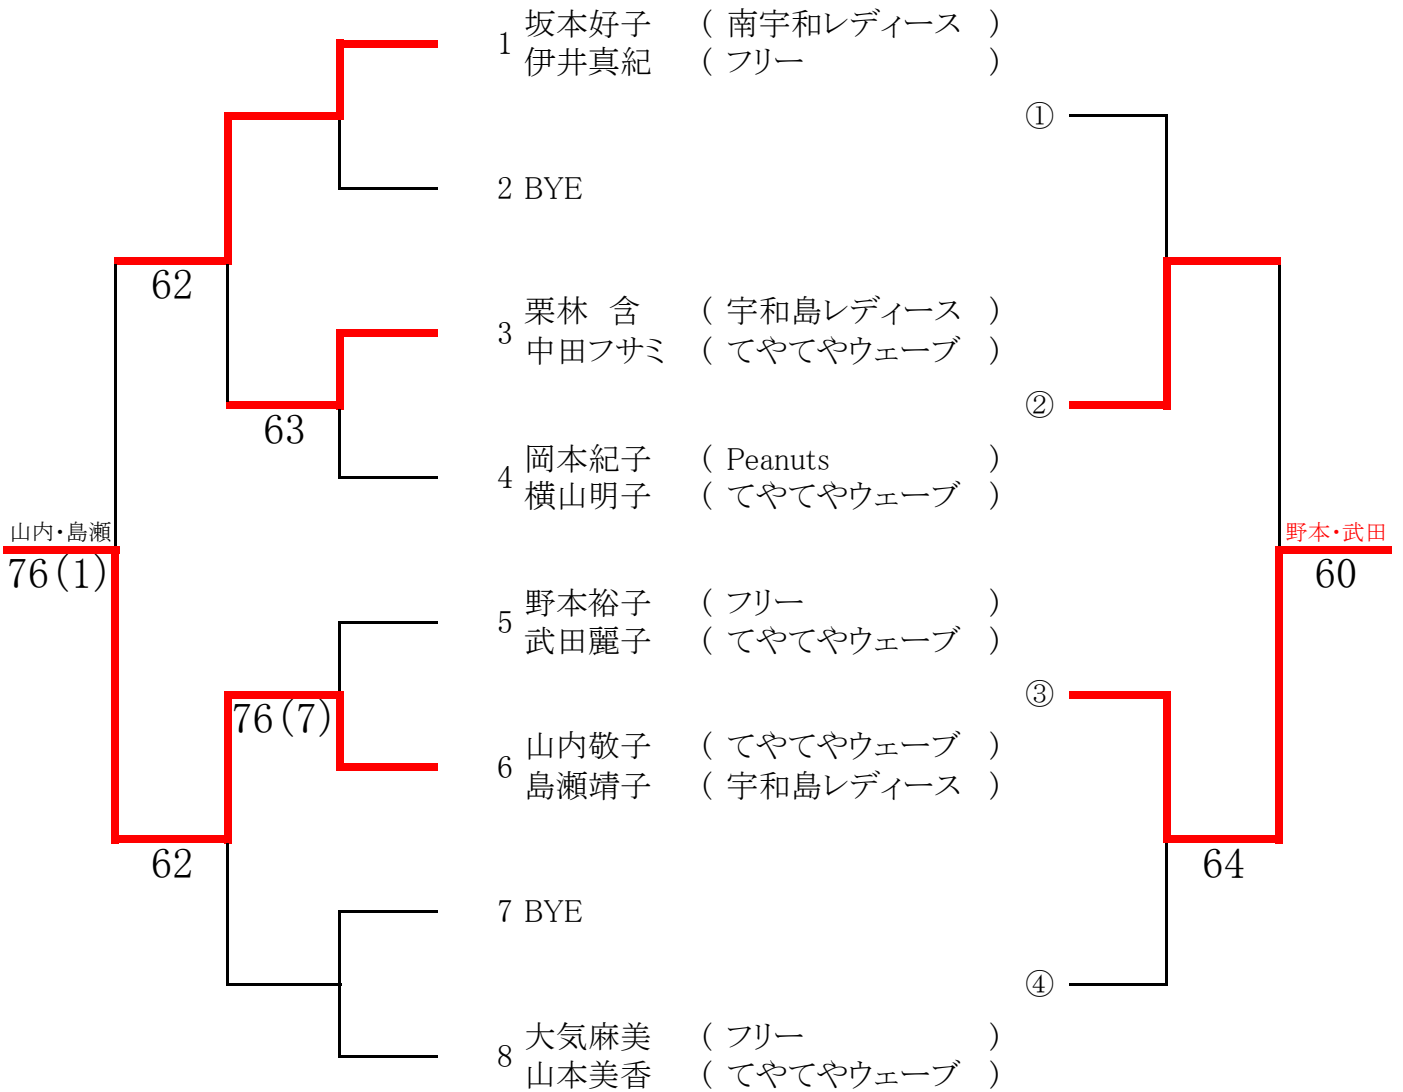 1 坂本好子 ( 南宇和レディース )
伊井真紀 ( フリー )
①
2 BYE
62
3 栗林 含 ( 宇和島レディース )
中田フサミ ( てやてやウェーブ )
②
63
4 岡本紀子 ( Peanuts )
横山明子 ( てやてやウェーブ )
山内・島瀬
76(1)
野本・武田
60
5 野本裕子 ( フリー )
武田麗子 ( てやてやウェーブ )
③
76(7)
6 山内敬子 ( てやてやウェーブ )
島瀬靖子 ( 宇和島レディース )
62
64
7 BYE
④
8 大気麻美 ( フリー )
山本美香 ( てやてやウェーブ )